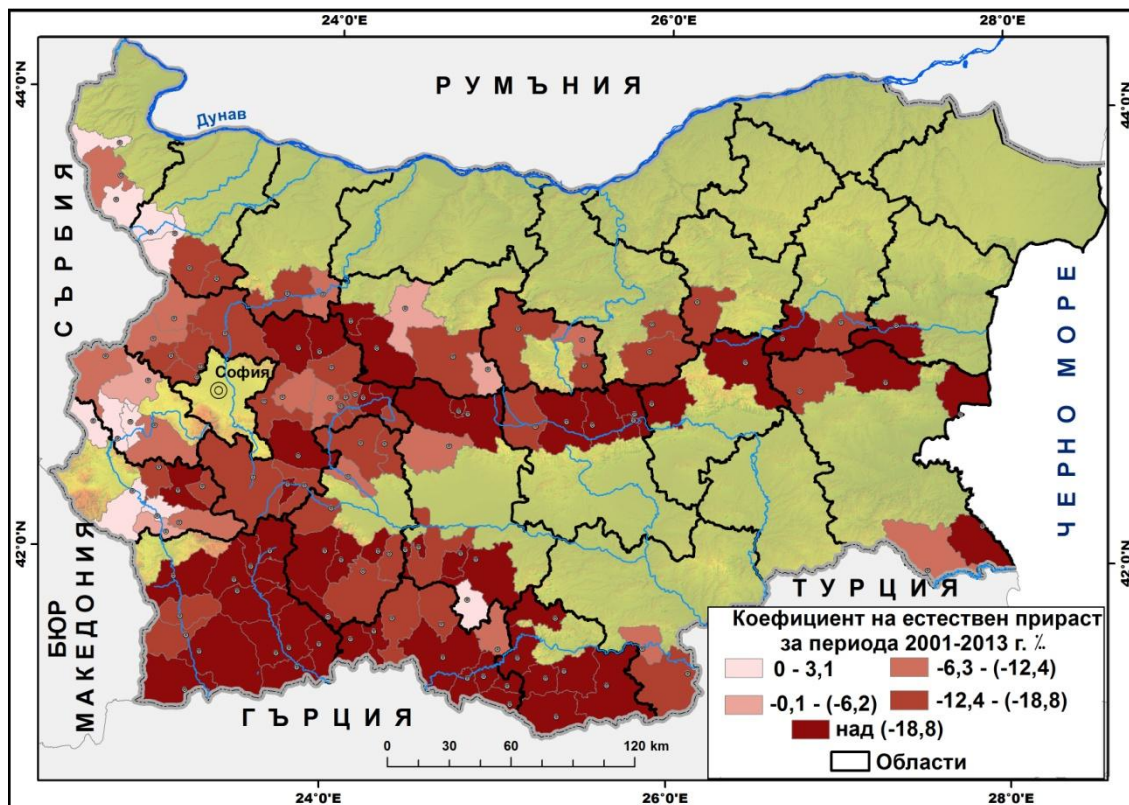 24°0'E 26°0'E 28°0'E
44°0'N
44°0'N
РУМЪНИЯ
Дунав
СЪРБИЯ
София
ЧЕРНО МОРЕ
42°0'N
42°0'N
БЮР
МАКЕДОНИЯ
ГЪРЦИЯ
ТУРЦИЯ
0 30 60 120 km
Коефициент на естествен прираст
за периода 2001-2013 г. ‰
0 - 3,1 -6,3 - (-12,4)
-0,1 - (-6,2) -12,4 - (-18,8)
над (-18,8)
Области
24°0'E 26°0'E 28°0'E